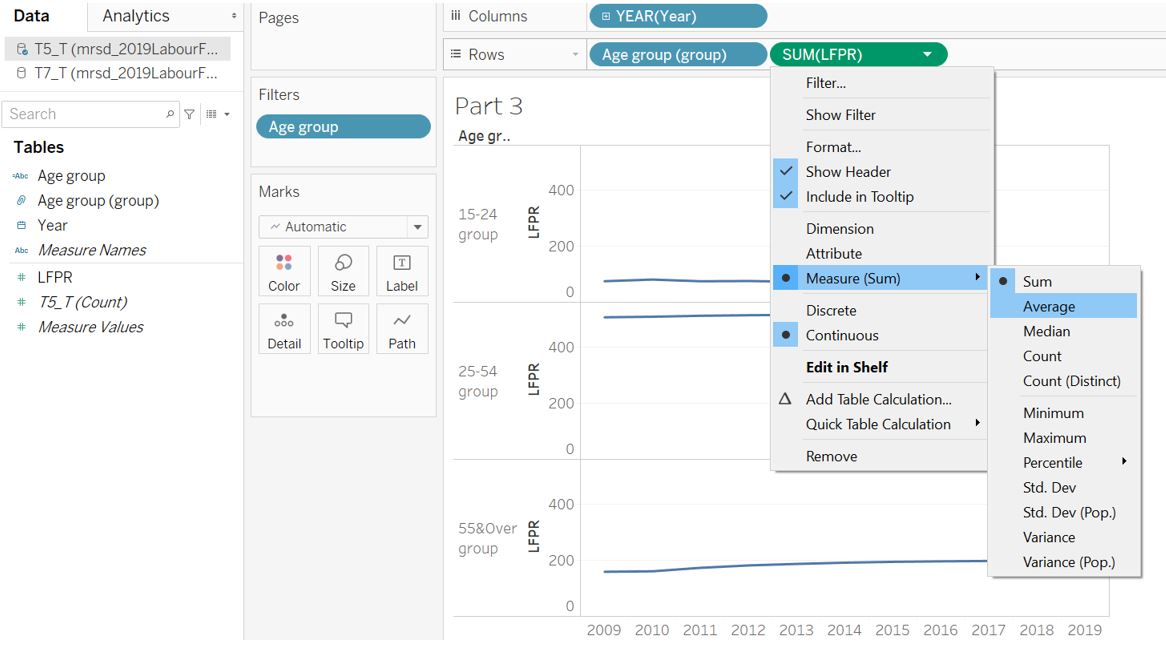 Data
Analytics
T5_T (mrsd_2019LabourF...
T7_T (mrsd_2019LabourF...
Search
Tables
Abc Age group
Age group (group)
Year
Abc Measure Names
# LFPR
# T5_T (Count)
# Measure Values
Pages
Filters
Age group
Marks
Automatic
Color
Size
T
Label
Detail
Tooltip
Path
Columns
YEAR(Year)
Rows
Age group (group)
SUM(LFPR)
Part 3
Age gr..
15-24
group
LFPR
400
200
0
25-54
group
LFPR
400
200
0
55&Over
group
LFPR
400
200
0
2009 2010 2011 2012 2013 2014 2015 2016 2017 2018 2019
Filter...
Show Filter
Format...
Show Header
Include in Tooltip
Dimension
Attribute
Measure (Sum)
Discrete
Continuous
Edit in Shelf
Add Table Calculation...
Quick Table Calculation
Remove
Sum
Average
Median
Count
Count (Distinct)
Minimum
Maximum
Percentile
Std. Dev
Std. Dev (Pop.)
Variance
Variance (Pop.)